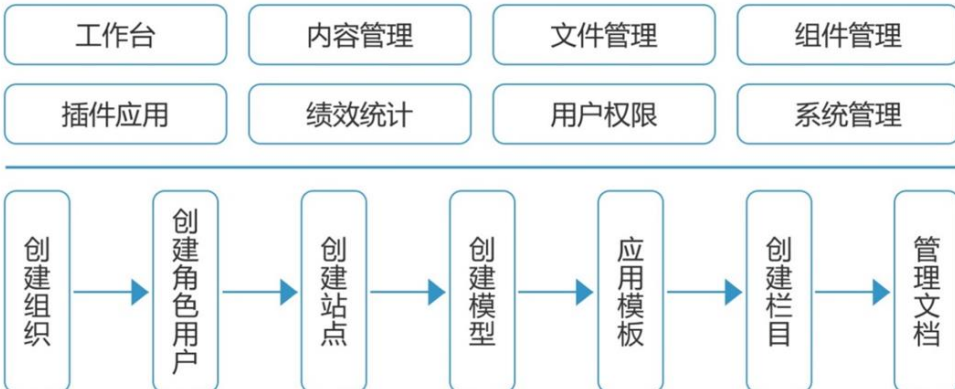 工作台
内容管理
文件管理
组件管理
插件应用
绩效统计
用户权限
系统管理
创建组织
创建角色用户
创建站点
创建模型
应用模板
创建栏目
管理文档